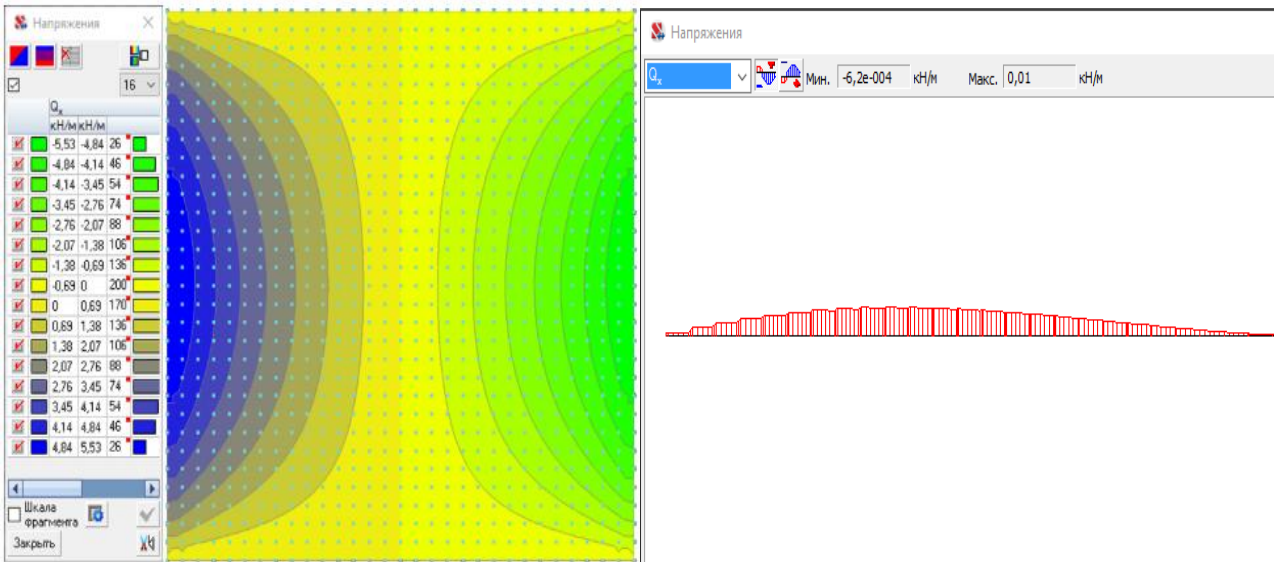 Напряжения
16
Qx
кН/м кН/м
-5,53 -4,84 26
-4,84 -4,14 46
-4,14 -3,45 54
-3,45 -2,76 74
-2,76 -2,07 88
-2,07 -1,38 106
-1,38 -0,69 136
-0,69 0 200
0 0,69 170
0,69 1,38 136
1,38 2,07 106
2,07 2,76 88
2,76 3,45 74
3,45 4,14 54
4,14 4,84 46
4,84 5,53 26
Шкала
фрагмента
Закрыть
Напряжения
Qx Мин. -6,2e-004 кН/м Макс. 0,01 кН/м